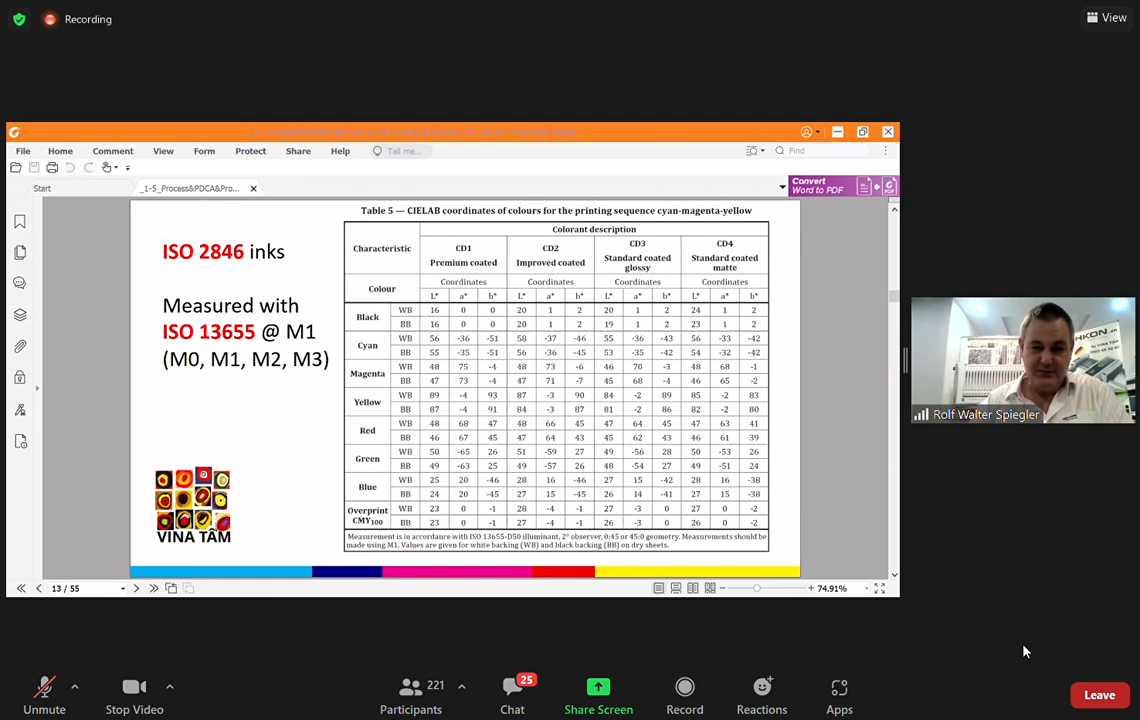 Recording
View
File Home Comment View Form Protect Share Help Tell me... Find
Start _1-5_Process&PDCA&Pro... Convert
Word to PDF
ISO 2846 inks
Measured with
ISO 13655 @ M1
(M0, M1, M2, M3)
VINA TÂM
Table 5 — CIELAB coordinates of colours for the printing sequence cyan-magenta-yellow
Characteristic Colorant description
CD1 CD2 CD3 CD4
Premium coated Improved coated Standard coated glossy Standard coated matte
Colour Coordinates Coordinates Coordinates Coordinates
L* a* b* L* a* b* L* a* b* L* a* b*
Black WB 16 0 0 20 1 2 20 1 2 24 1 2
BB 16 0 0 20 1 2 19 1 2 23 1 2
Cyan WB 56 -36 -51 58 -37 -46 55 -36 -43 56 -33 -42
BB 55 -35 -51 56 -36 -45 53 -35 -42 54 -32 -42
Magenta WB 48 75 -4 48 73 -6 46 70 -3 48 68 -1
BB 47 73 -4 47 71 -7 45 68 -4 46 65 -2
Yellow WB 89 -4 93 87 -3 90 84 -2 89 85 -2 83
BB 87 -4 91 84 -3 87 81 -2 86 82 -2 80
Red WB 48 68 47 48 66 45 47 64 45 47 63 41
BB 46 67 45 47 64 43 45 62 43 46 61 39
Green WB 50 -65 26 51 -59 27 49 -56 28 50 -53 26
BB 49 -63 25 49 -57 26 48 -54 27 49 -51 24
Blue WB 25 20 -46 28 16 -46 27 15 -42 28 16 -38
BB 24 20 -45 27 15 -45 26 14 -41 27 15 -38
Overprint CMY100 WB 23 0 -1 28 -4 -1 27 -3 0 27 0 -2
BB 23 0 -1 27 -4 -1 26 -3 0 26 0 -2
Measurement is in accordance with ISO 13655-D50 illuminant, 2° observer, 0:45 or 45:0 geometry. Measurements should be
made using M1. Values are given for white backing (WB) and black backing (BB) on dry sheets.
13 / 55 74.91%
Rolf Walter Spiegler
221 25
Unmute Stop Video Participants Chat Share Screen Record Reactions Apps Leave